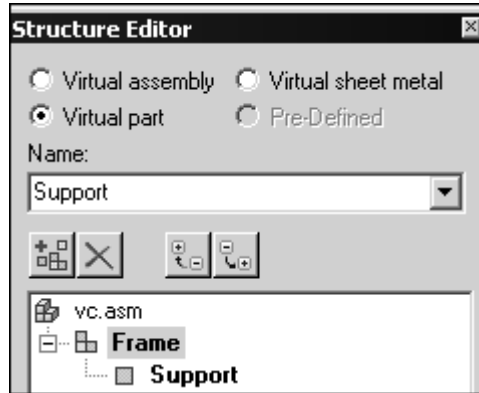 Structure Editor
Virtual assembly Virtual sheet metal
Virtual part Pre-Defined
Name:
Support
vc.asm
Frame
Support